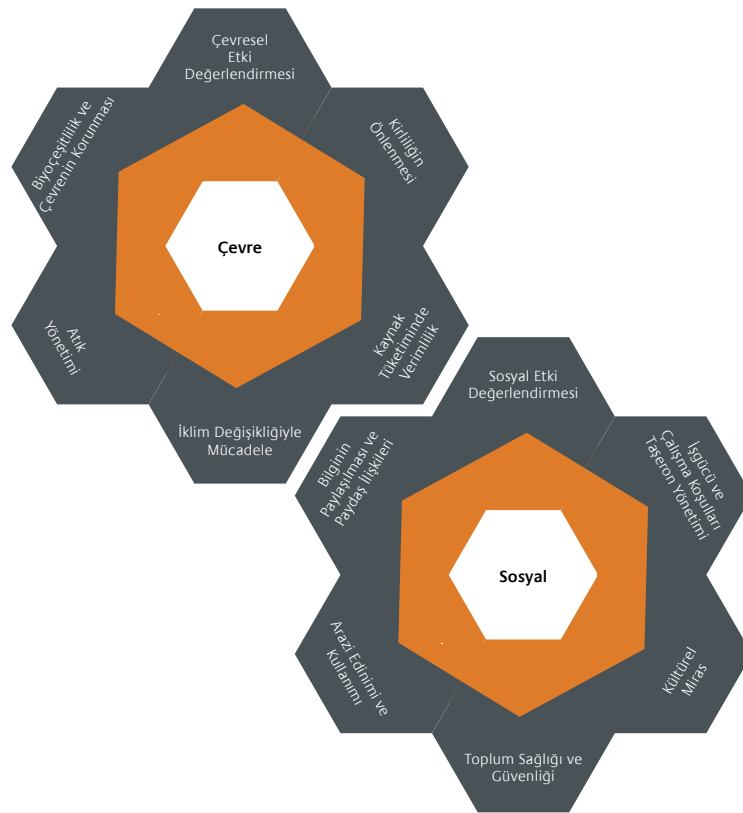 Çevresel
Etki
Değerlendirmesi
Kirliliğin
Önlenmesi
Kaynak
Tüketiminde
Verimlilik
İklim Değişikliğiyle
Mücadele
Atık
Yönetimi
Biyoçeşitlilik ve
Çevrenin Korunması
Çevre
Sosyal Etki
Değerlendirmesi
İşgücü ve
Çalışma Koşulları
Taşeron Yönetimi
Kültürel
Miras
Toplum Sağlığı ve
Güvenliği
Arazi Edinimi ve
Kullanımı
Bilginin
Paylaşılması ve
Paydaş İlişkileri
Sosyal